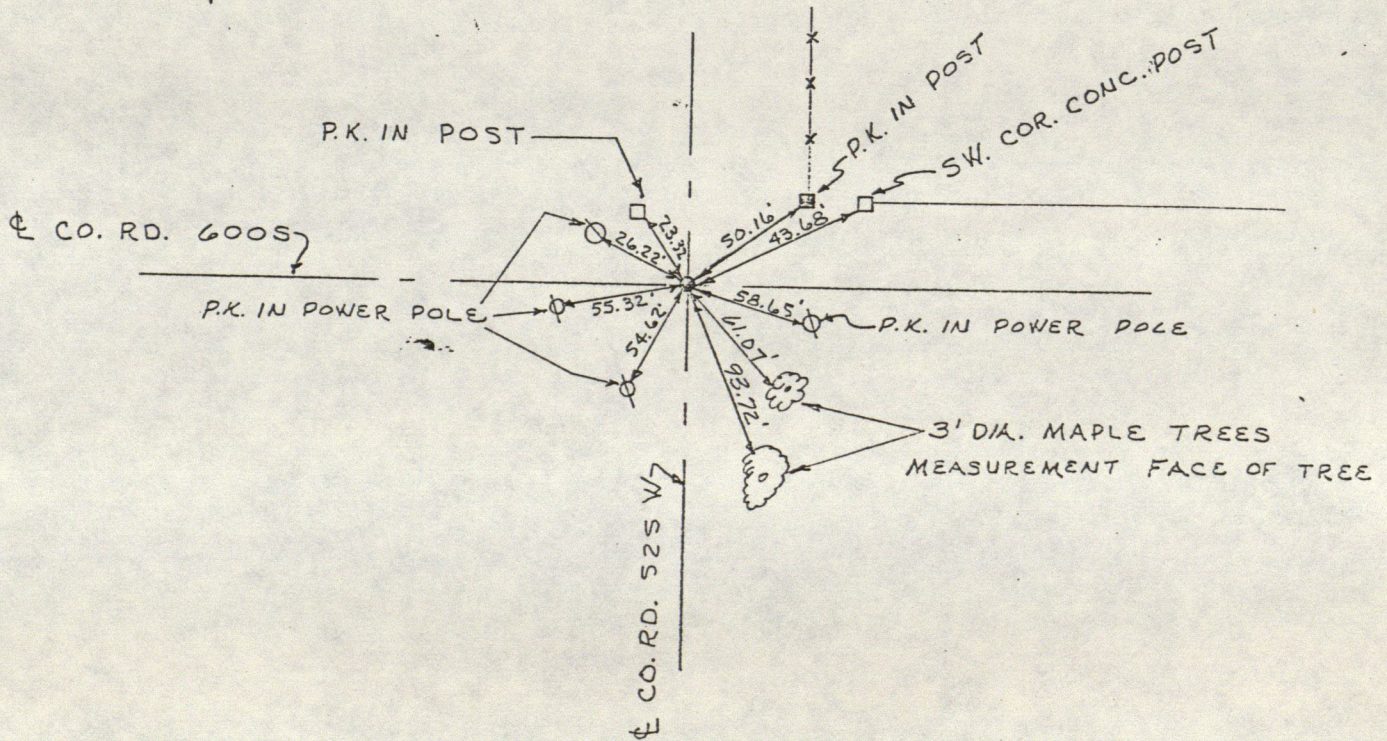 P.K. IN POST
P.K. IN POST
SW. COR. CONC. POST
℄ CO. RD. 600S
23.32'
26.22'
50.16'
43.68'
P.K. IN POWER POLE
55.32'
54.62'
58.65'
P.K. IN POWER POLE
61.07'
93.72'
3' DIA. MAPLE TREES
MEASUREMENT FACE OF TREE
℄ CO. RD. 525 W